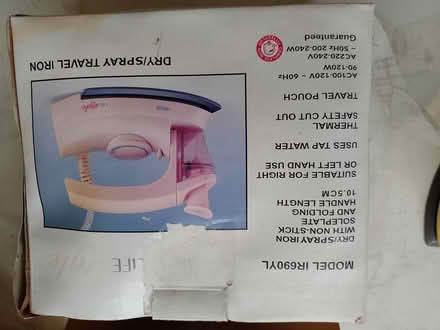 LIFE
MODEL IR690YL
DRY/SPRAY IRON
WITH NON-STICK
SOLEPLATE
AND FOLDING
HANDLE LENGTH
10.5CM
SUITABLE FOR RIGHT
OR LEFT HAND USE
USES TAP WATER
THERMAL
SAFETY CUT OUT
TRAVEL POUCH
AC100-120V ~ 60Hz
90-120W
AC220-240V
~ 50Hz 200-240W
Guaranteed
DRY/SPRAY TRAVEL IRON